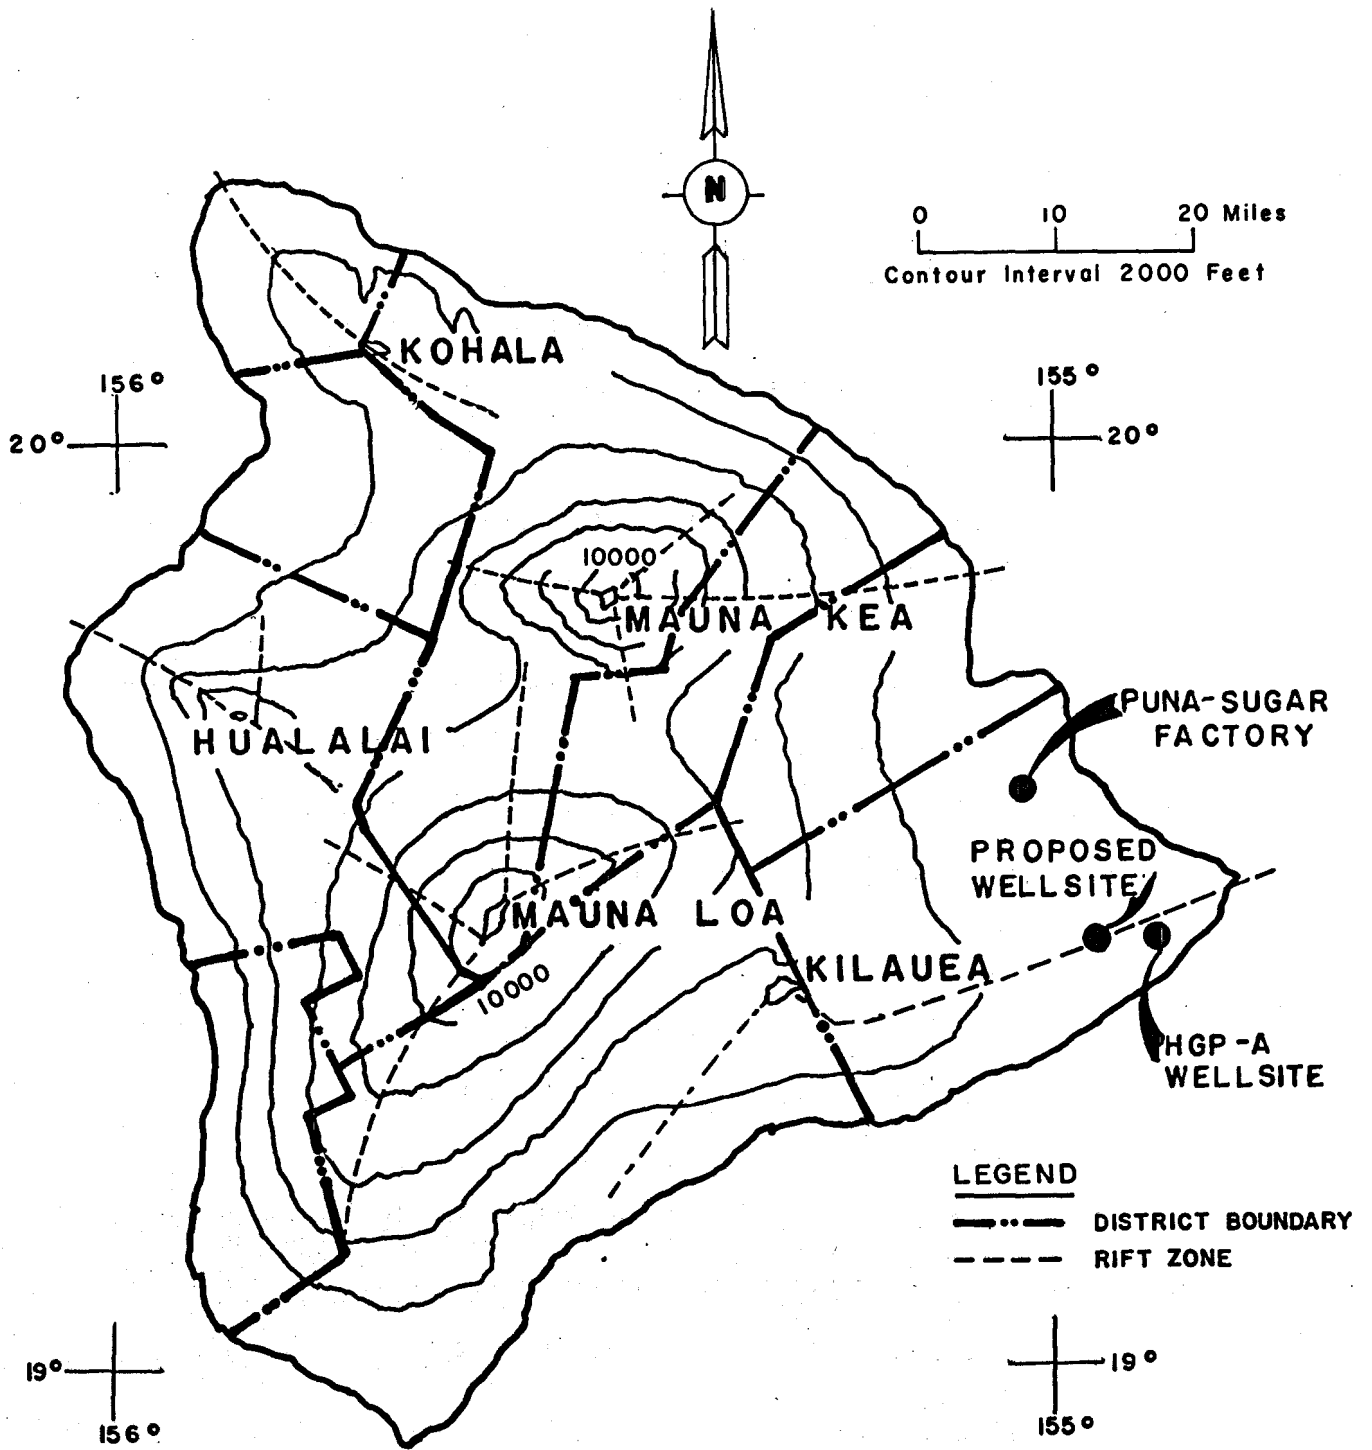 N
0 10 20 Miles
Contour Interval 2000 Feet
KOHALA
156°
155°
20°
20°
10000
MAUNA KEA
PUNA-SUGAR
FACTORY
HUALALAI
PROPOSED
WELLSITE
MAUNA LOA
KILAUEA
10000
HGP-A
WELLSITE
LEGEND
DISTRICT BOUNDARY
RIFT ZONE
19°
19°
156°
155°